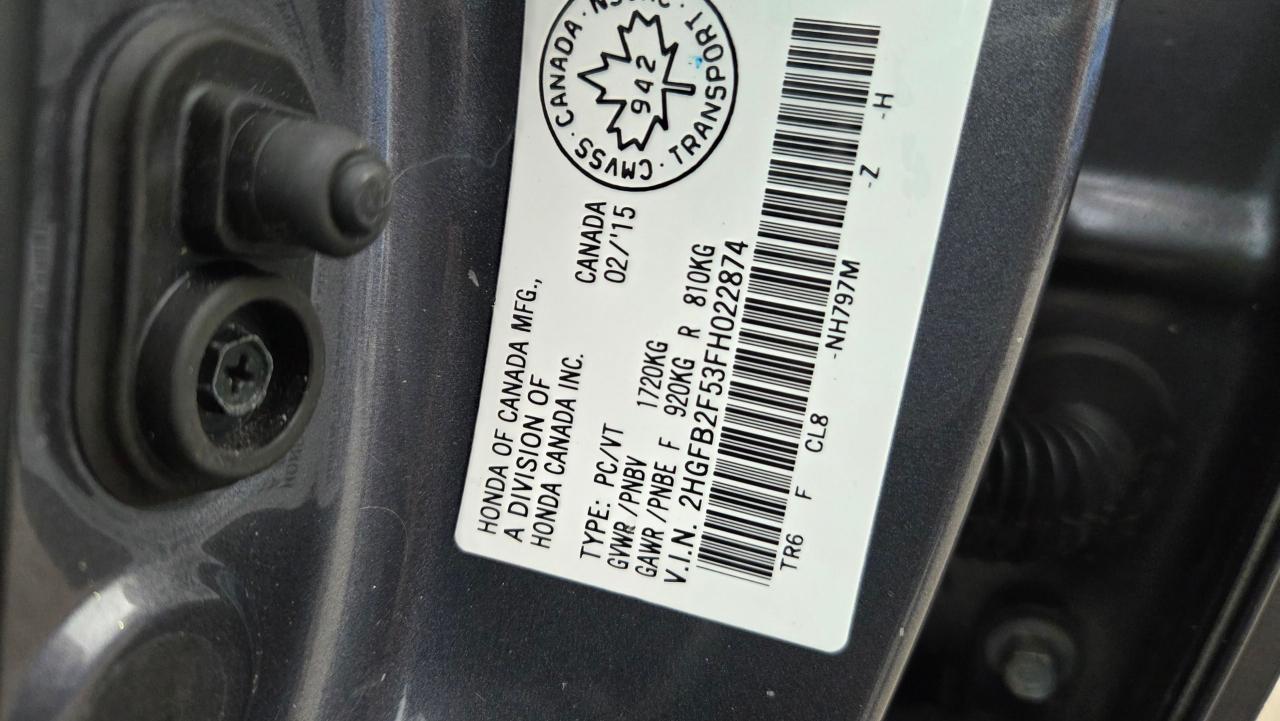 HONDA OF CANADA MFG.,
A DIVISION OF
HONDA CANADA INC.
CANADA
02/'15
CMVSS · CANADA ·
942
· TRANSPORT ·
TYPE: PC/VT
GVWR/PNBV 1720KG
GAWR/PNBE F 920KG R 810KG
V.I.N. 2HGFB2F53FH022874
TR6 F CL8 -NH797M -Z -H